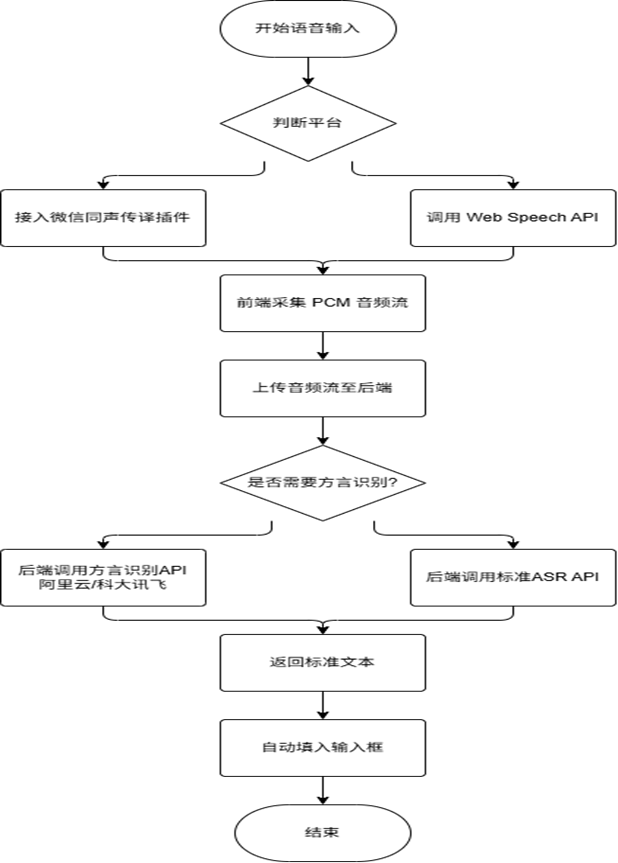 开始语音输入
判断平台
接入微信同声传译插件
调用 Web Speech API
前端采集 PCM 音频流
上传音频流至后端
是否需要方言识别?
后端调用方言识别API
阿里云/科大讯飞
后端调用标准ASR API
返回标准文本
自动填入输入框
结束